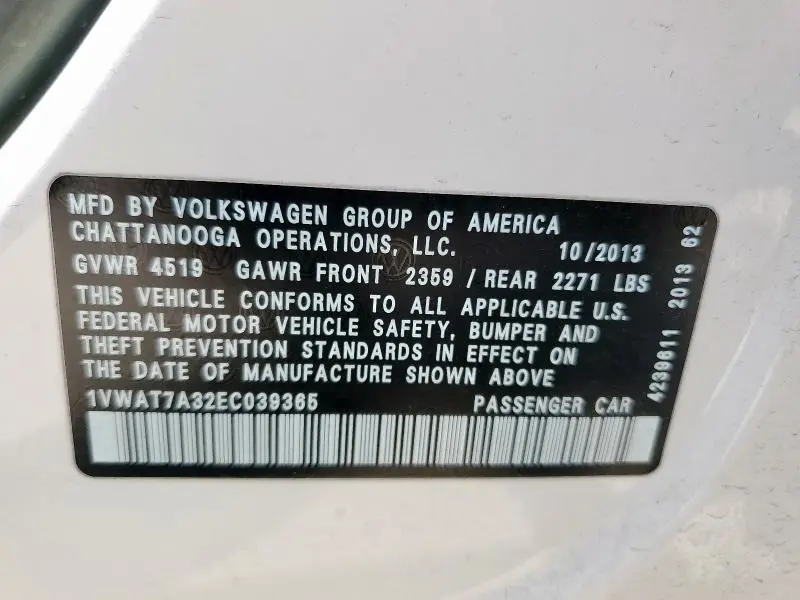 MFD BY VOLKSWAGEN GROUP OF AMERICA
CHATTANOOGA OPERATIONS, LLC. 10/2013
GVWR 4519 GAWR FRONT 2359 / REAR 2271 LBS
THIS VEHICLE CONFORMS TO ALL APPLICABLE U.S.
FEDERAL MOTOR VEHICLE SAFETY, BUMPER AND
THEFT PREVENTION STANDARDS IN EFFECT ON
THE DATE OF MANUFACTURE SHOWN ABOVE
1VWAT7A32EC039365 PASSENGER CAR
4239611 2013 62